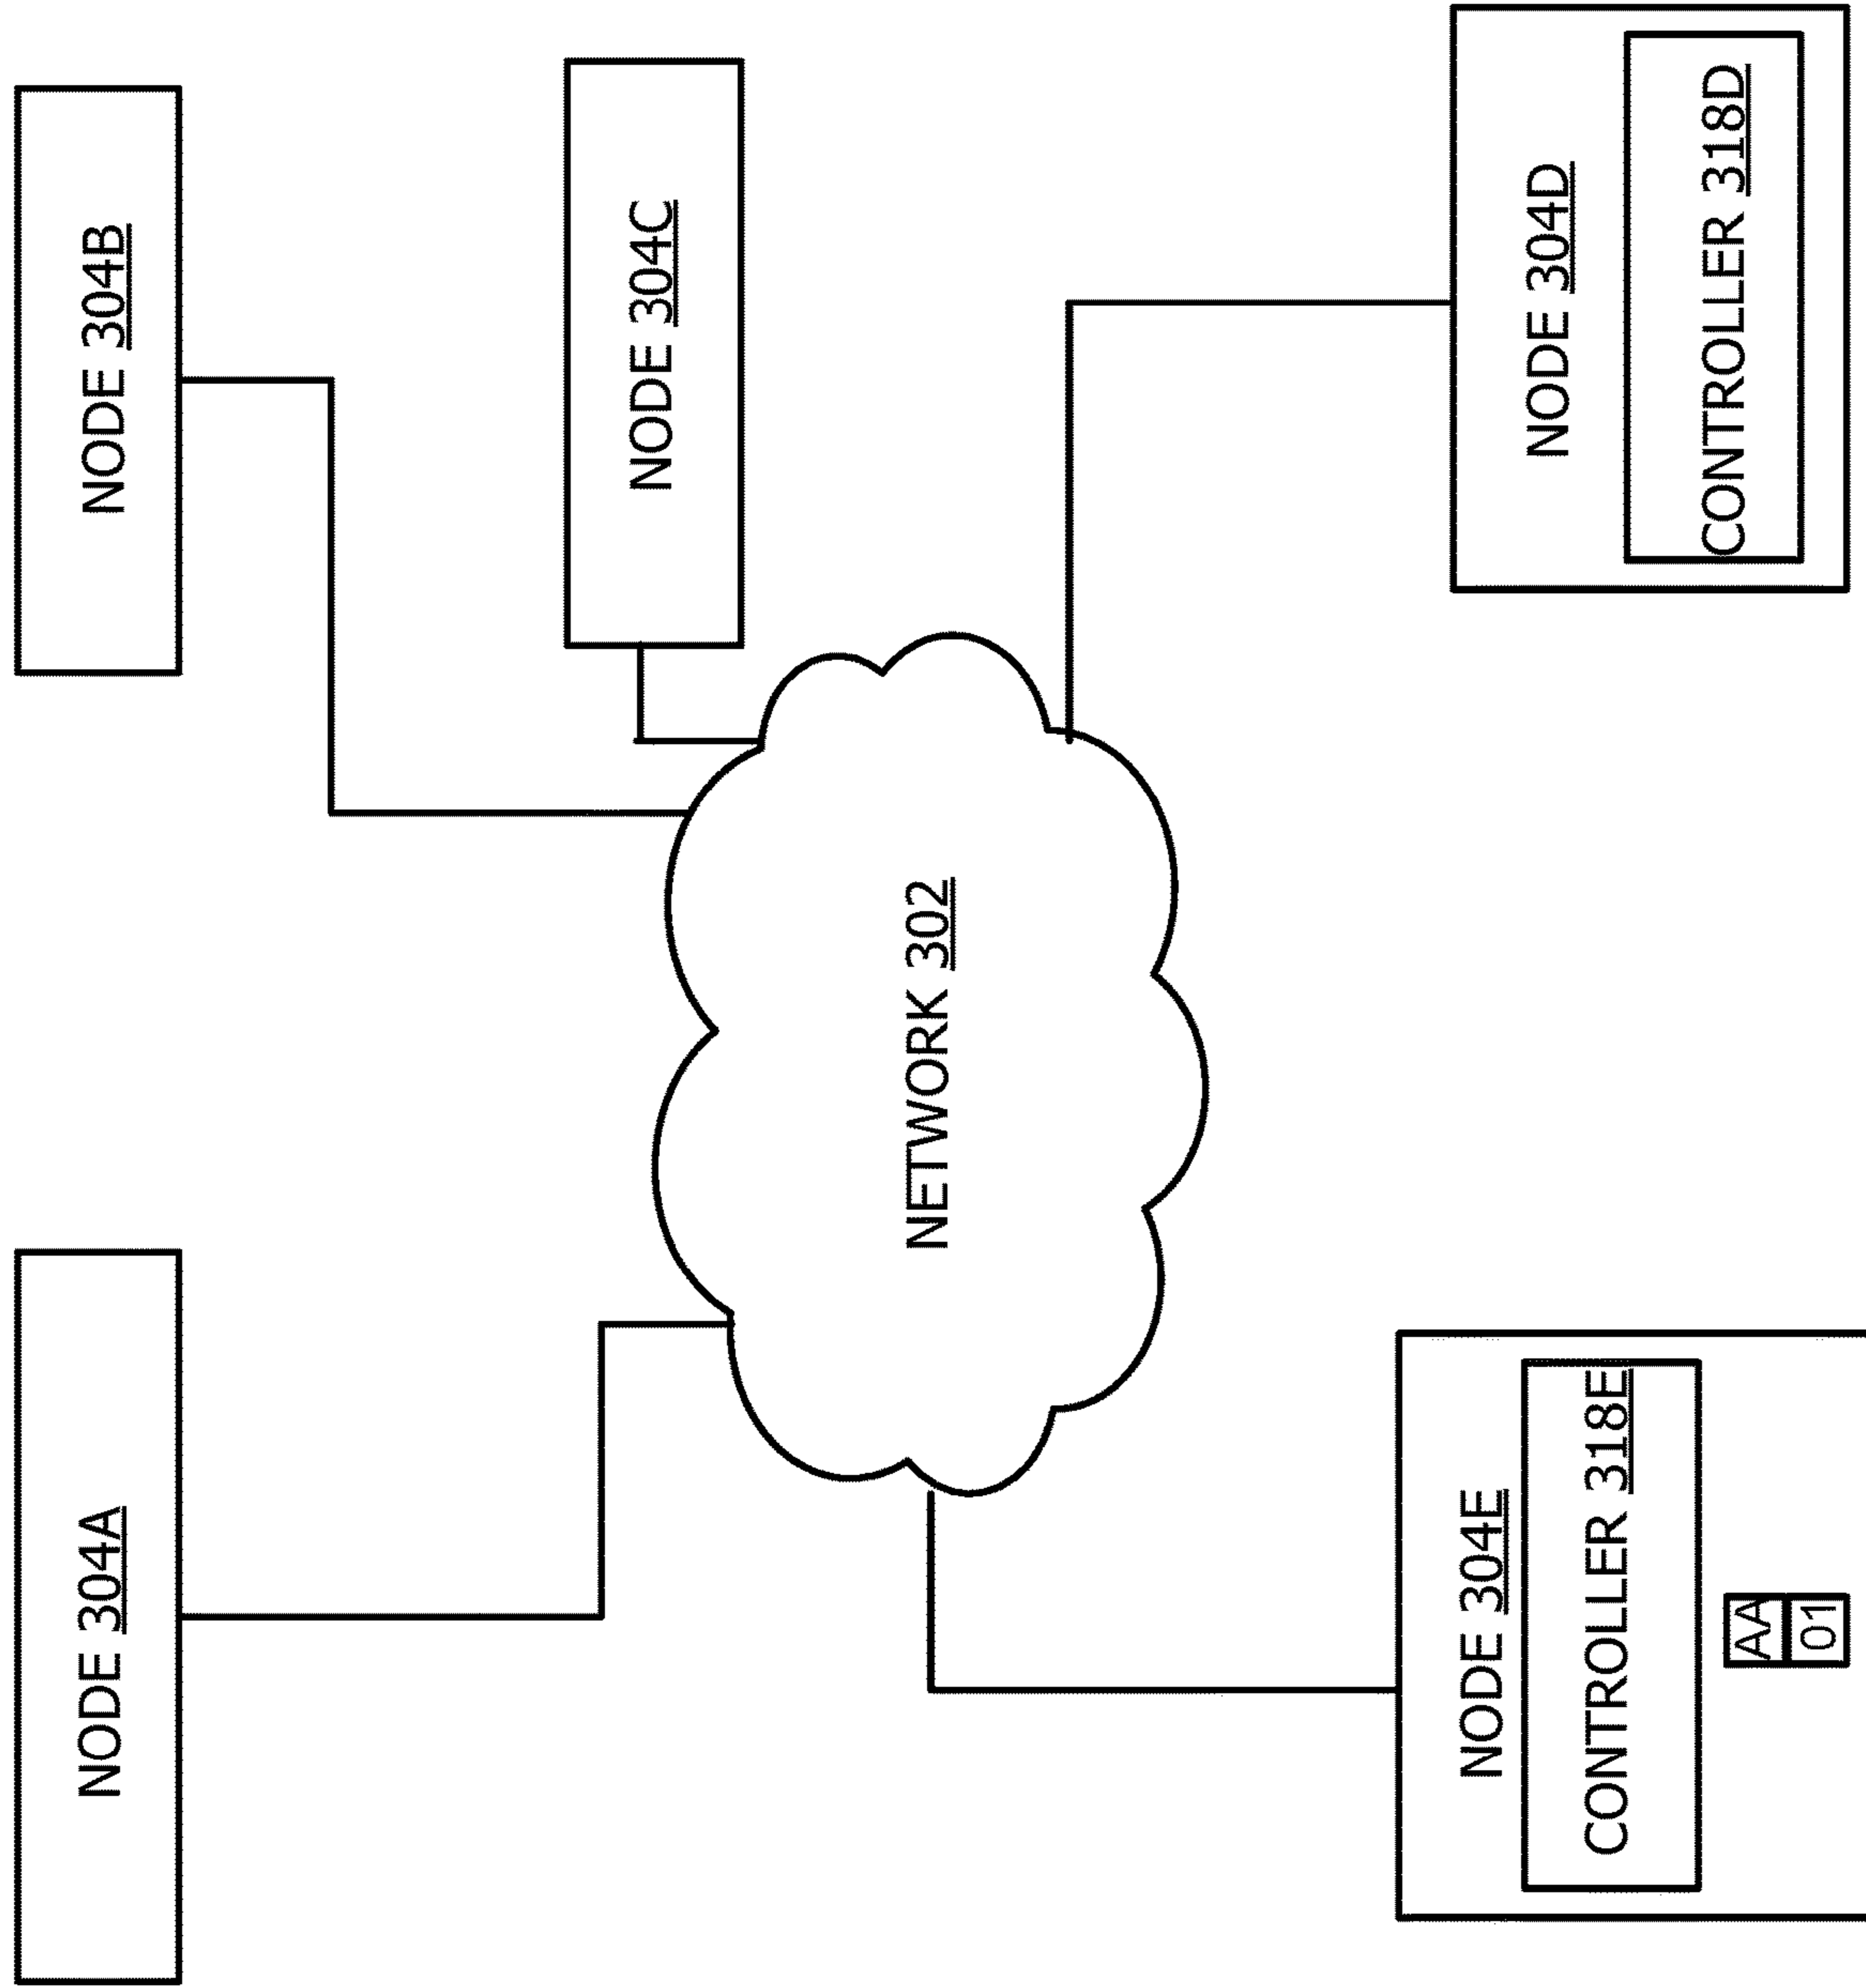 NODE 304A
NODE 304B
NODE 304C
NETWORK 302
NODE 304E
CONTROLLER 318E
AA
01
NODE 304D
CONTROLLER 318D